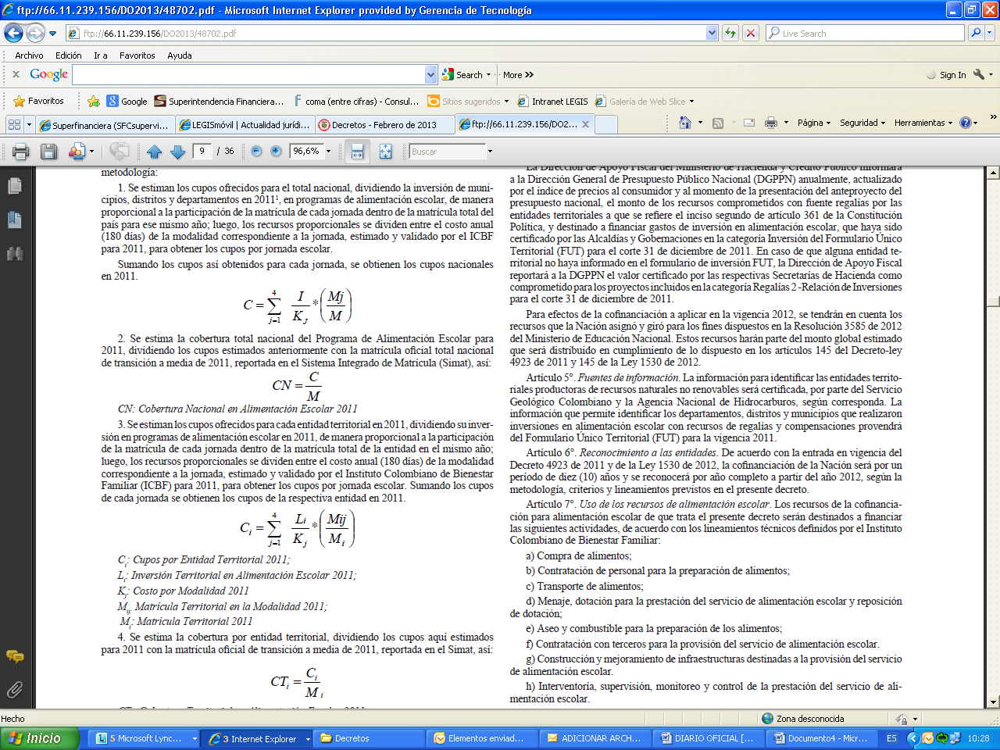 ftp://66.11.239.156/DO2013/48702.pdf - Microsoft Internet Explorer provided by Gerencia de Tecnología
ftp://66.11.239.156/DO2013/48702.pdf
Live Search
Archivo Edición Ir a Favoritos Ayuda
x Google Search More >> Sign In
Favoritos Google Superintendencia Financiera... coma (entre cifras) - Consul... Sitios sugeridos Intranet LEGIS Galería de Web Slice
Superfinanciera (SFCsupervi... LEGISmóvil | Actualidad jurídi... Decretos - Febrero de 2013 ftp://66.11.239.156/DO2... Página Seguridad Herramientas
9 / 36 96,6% Buscar
metodología:
1. Se estiman los cupos ofrecidos para el total nacional, dividiendo la inversión de muni-
cipios, distritos y departamentos en 2011¹, en programas de alimentación escolar, de manera
proporcional a la participación de la matrícula de cada jornada dentro de la matrícula total del
país para ese mismo año; luego, los recursos proporcionales se dividen entre el costo anual
(180 días) de la modalidad correspondiente a la jornada, estimado y validado por el ICBF
para 2011, para obtener los cupos por jornada escolar.
Sumando los cupos así obtenidos para cada jornada, se obtienen los cupos nacionales
en 2011.
C = ∑ j=1 4 I/K_J * (Mj/M)
2. Se estima la cobertura total nacional del Programa de Alimentación Escolar para
2011, dividiendo los cupos estimados anteriormente con la matrícula oficial total nacional
de transición a media de 2011, reportada en el Sistema Integrado de Matrícula (Simat), así:
CN = C/M
CN: Cobertura Nacional en Alimentación Escolar 2011
3. Se estiman los cupos ofrecidos para cada entidad territorial en 2011, dividiendo su inver-
sión en programas de alimentación escolar en 2011, de manera proporcional a la participación
de la matrícula de cada jornada dentro de la matrícula total de la entidad en el mismo año;
luego, los recursos proporcionales se dividen entre el costo anual (180 días) de la modalidad
correspondiente a la jornada, estimado y validado por el Instituto Colombiano de Bienestar
Familiar (ICBF) para 2011, para obtener los cupos por jornada escolar. Sumando los cupos
de cada jornada se obtienen los cupos de la respectiva entidad en 2011.
C_i = ∑ j=1 4 Li/K_j * (Mij/M_i)
C_i: Cupos por Entidad Territorial 2011;
L_i: Inversión Territorial en Alimentación Escolar 2011;
K_j: Costo por Modalidad 2011
M_ij: Matrícula Territorial en la Modalidad 2011;
M_i: Matrícula Territorial 2011
4. Se estima la cobertura por entidad territorial, dividiendo los cupos aquí estimados
para 2011 con la matrícula oficial de transición a media de 2011, reportada en el Simat, así:
CT_i = C_i/M_i
La Dirección de Apoyo Fiscal del Ministerio de Hacienda y Crédito Público informará
a la Dirección General de Presupuesto Público Nacional (DGPPN) anualmente, actualizado
por el índice de precios al consumidor y al momento de la presentación del anteproyecto del
presupuesto nacional, el monto de los recursos comprometidos con fuente regalías por las
entidades territoriales a que se refiere el inciso segundo de artículo 361 de la Constitución
Política, y destinado a financiar gastos de inversión en alimentación escolar, que haya sido
certificado por las Alcaldías y Gobernaciones en la categoría Inversión del Formulario Único
Territorial (FUT) para el corte 31 de diciembre de 2011. En caso de que alguna entidad te-
rritorial no haya informado en el formulario de inversión FUT, la Dirección de Apoyo Fiscal
reportará a la DGPPN el valor certificado por las respectivas Secretarías de Hacienda como
comprometido para los proyectos incluidos en la categoría Regalías 2 -Relación de Inversiones
para el corte 31 de diciembre de 2011.
Para efectos de la cofinanciación a aplicar en la vigencia 2012, se tendrán en cuenta los
recursos que la Nación asignó y giró para los fines dispuestos en la Resolución 3585 de 2012
del Ministerio de Educación Nacional. Estos recursos harán parte del monto global estimado
que será distribuido en cumplimiento de lo dispuesto en los artículos 145 del Decreto-ley
4923 de 2011 y 145 de la Ley 1530 de 2012.
Artículo 5°. Fuentes de información. La información para identificar las entidades territo-
riales productoras de recursos naturales no renovables será certificada, por parte del Servicio
Geológico Colombiano y la Agencia Nacional de Hidrocarburos, según corresponda. La
información que permite identificar los departamentos, distritos y municipios que realizaron
inversiones en alimentación escolar con recursos de regalías y compensaciones provendrá
del Formulario Único Territorial (FUT) para la vigencia 2011.
Artículo 6°. Reconocimiento a las entidades. De acuerdo con la entrada en vigencia del
Decreto 4923 de 2011 y de la Ley 1530 de 2012, la cofinanciación de la Nación será por un
período de diez (10) años y se reconocerá por año completo a partir del año 2012, según la
metodología, criterios y lineamientos previstos en el presente decreto.
Artículo 7°. Uso de los recursos de alimentación escolar. Los recursos de la cofinancia-
ción para alimentación escolar de que trata el presente decreto serán destinados a financiar
las siguientes actividades, de acuerdo con los lineamientos técnicos definidos por el Instituto
Colombiano de Bienestar Familiar:
a) Compra de alimentos;
b) Contratación de personal para la preparación de alimentos;
c) Transporte de alimentos;
d) Menaje, dotación para la prestación del servicio de alimentación escolar y reposición
de dotación;
e) Aseo y combustible para la preparación de los alimentos;
f) Contratación con terceros para la provisión del servicio de alimentación escolar.
g) Construcción y mejoramiento de infraestructuras destinadas a la provisión del servicio
de alimentación escolar.
h) Interventoría, supervisión, monitoreo y control de la prestación del servicio de ali-
mentación escolar.
Hecho Zona desconocida
Inicio 5 Microsoft Lync... 3 Internet Explorer Decretos Elementos enviad... ADICIONAR ARCH... DIARIO OFICIAL [... Documento4 - Micr... ES 10:28